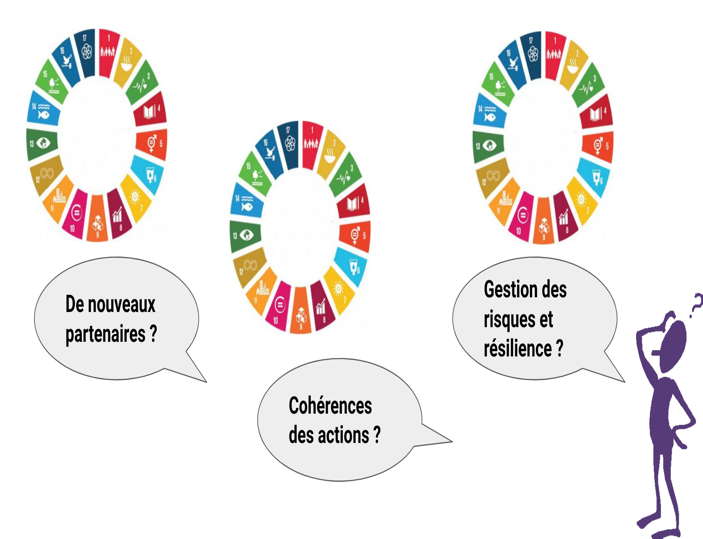 De nouveaux
partenaires ?
Cohérences
des actions ?
Gestion des
risques et
résilience ?
?